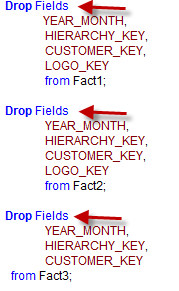 Drop Fields
YEAR_MONTH,
HIERARCHY_KEY,
CUSTOMER_KEY,
LOGO_KEY
from Fact1;
Drop Fields
YEAR_MONTH,
HIERARCHY_KEY,
CUSTOMER_KEY,
LOGO_KEY
from Fact2;
Drop Fields
YEAR_MONTH,
HIERARCHY_KEY,
CUSTOMER_KEY
from Fact3;